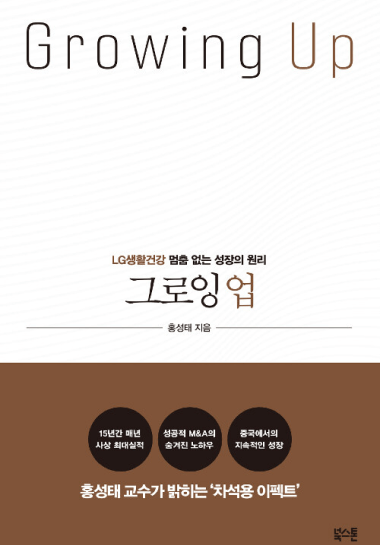 Growing Up
LG생활건강 멈춤 없는 성장의 원리
그로잉 업
홍성태 지음
15년간 매년
사상 최대실적
성공적 M&A의
숨겨진 노하우
중국에서의
지속적인 성장
홍성태 교수가 밝히는 ‘차석용 이펙트’
북스톤